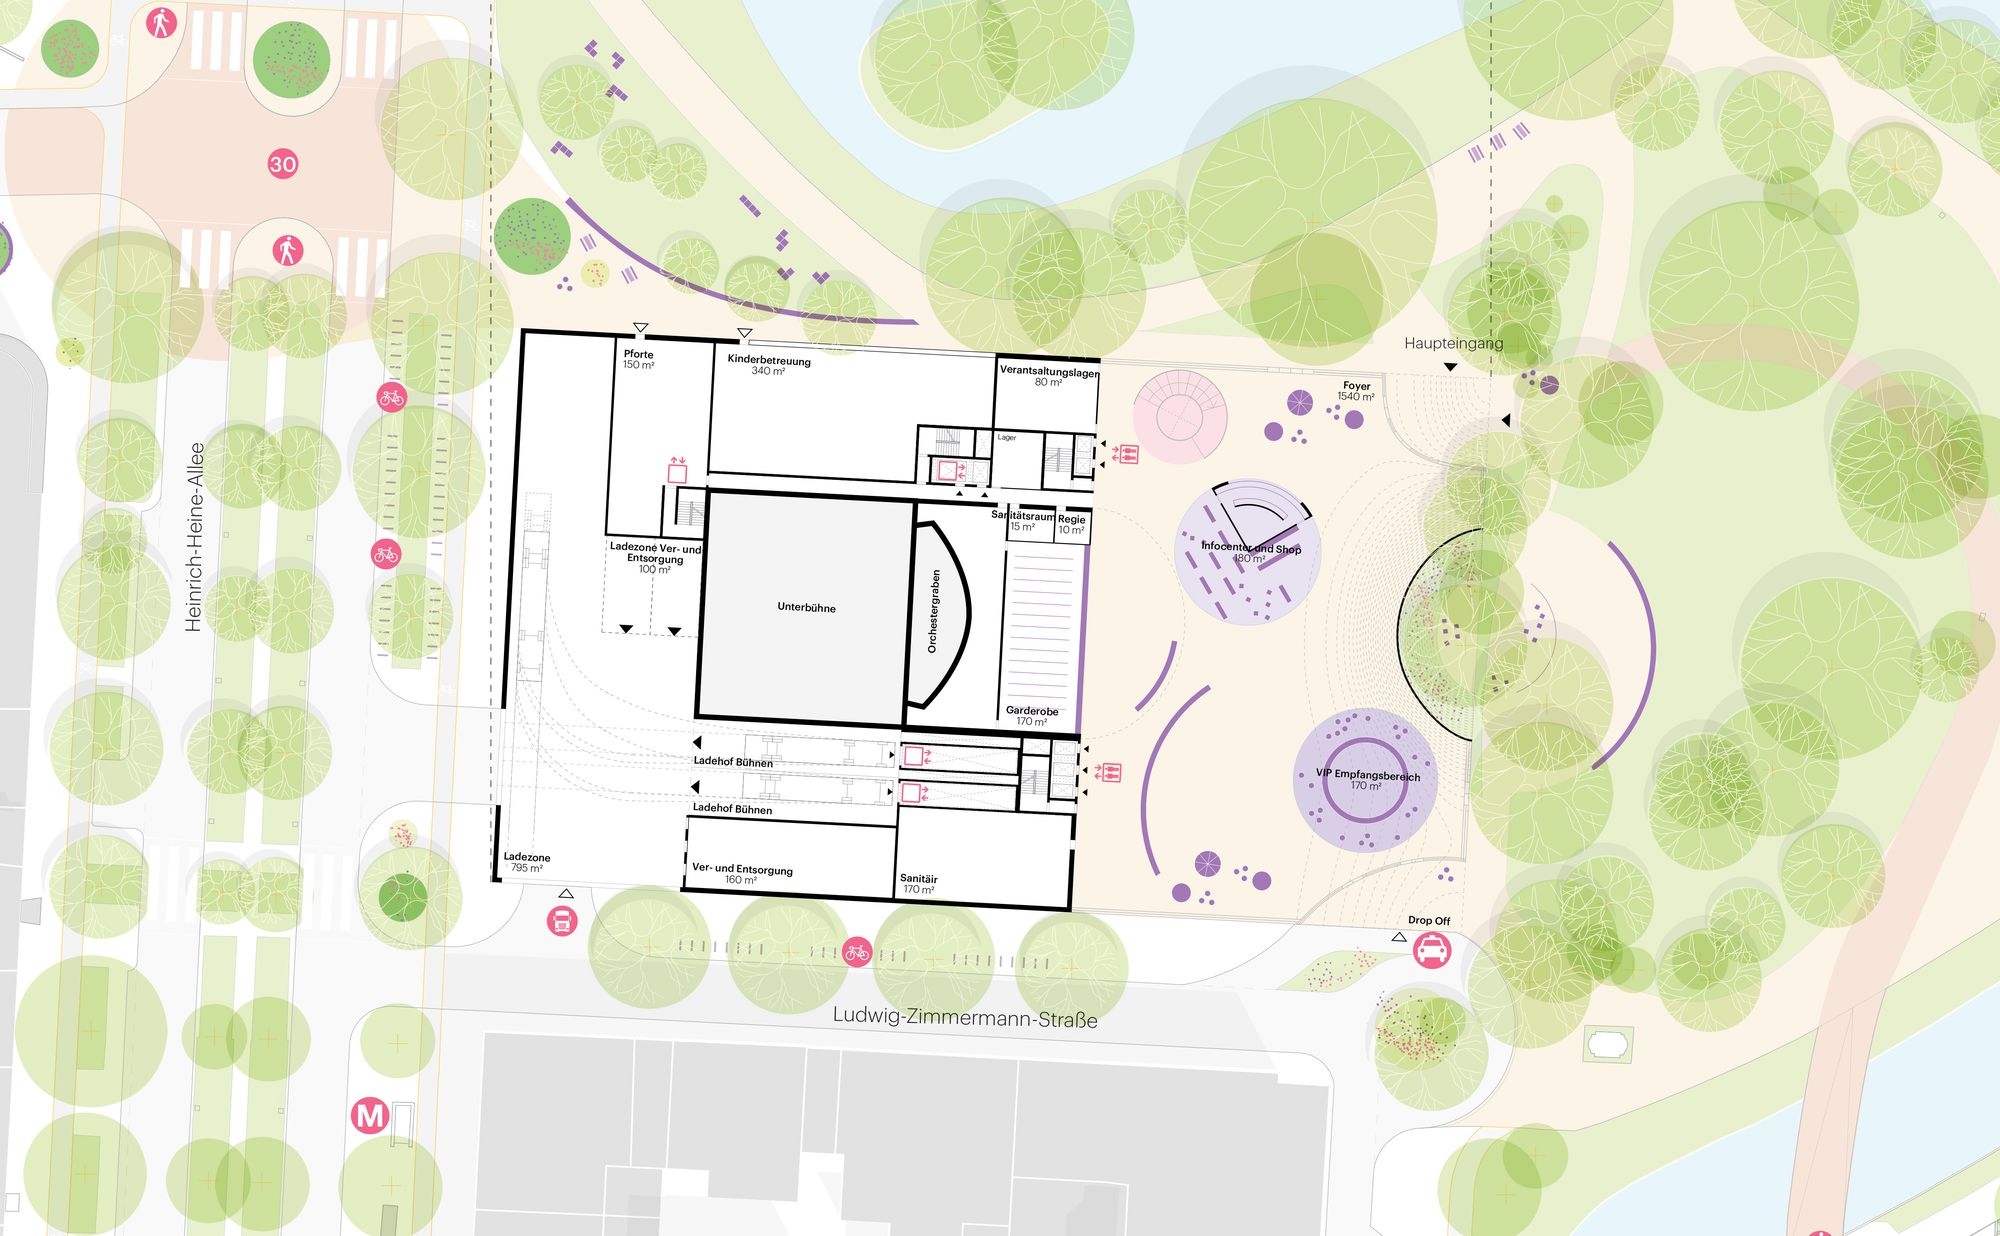 30
Haupteingang
Pforte
150 m²
Kinderbetreuung
340 m²
Verantsaltungslagen
80 m²
Foyer
1540 m²
Lager
Heinrich-Heine-Allee
Sanitätsraum
15 m²
Regie
10 m²
Ladezone Ver- und
Entsorgung
100 m²
Infocenter und Shop
180 m²
Unterbühne
Orchestergraben
Garderobe
170 m²
Ladehof Bühnen
Ladehof Bühnen
VIP Empfangsbereich
170 m²
Ladezone
795 m²
Ver- und Entsorgung
160 m²
Sanitäir
170 m²
Drop Off
Ludwig-Zimmermann-Straße
M